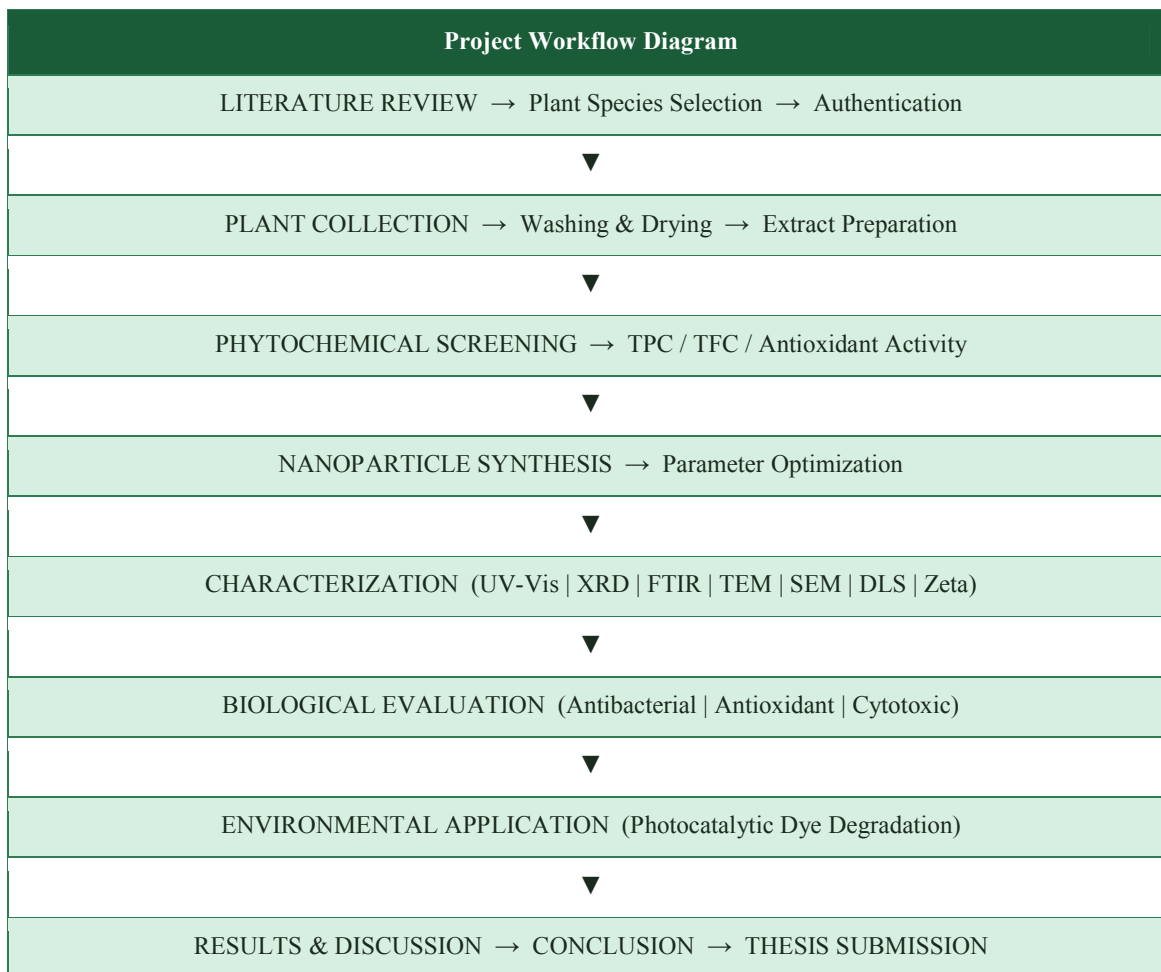 Project Workflow Diagram
LITERATURE REVIEW → Plant Species Selection → Authentication
▼
PLANT COLLECTION → Washing & Drying → Extract Preparation
▼
PHYTOCHEMICAL SCREENING → TPC / TFC / Antioxidant Activity
▼
NANOPARTICLE SYNTHESIS → Parameter Optimization
▼
CHARACTERIZATION (UV-Vis | XRD | FTIR | TEM | SEM | DLS | Zeta)
▼
BIOLOGICAL EVALUATION (Antibacterial | Antioxidant | Cytotoxic)
▼
ENVIRONMENTAL APPLICATION (Photocatalytic Dye Degradation)
▼
RESULTS & DISCUSSION → CONCLUSION → THESIS SUBMISSION